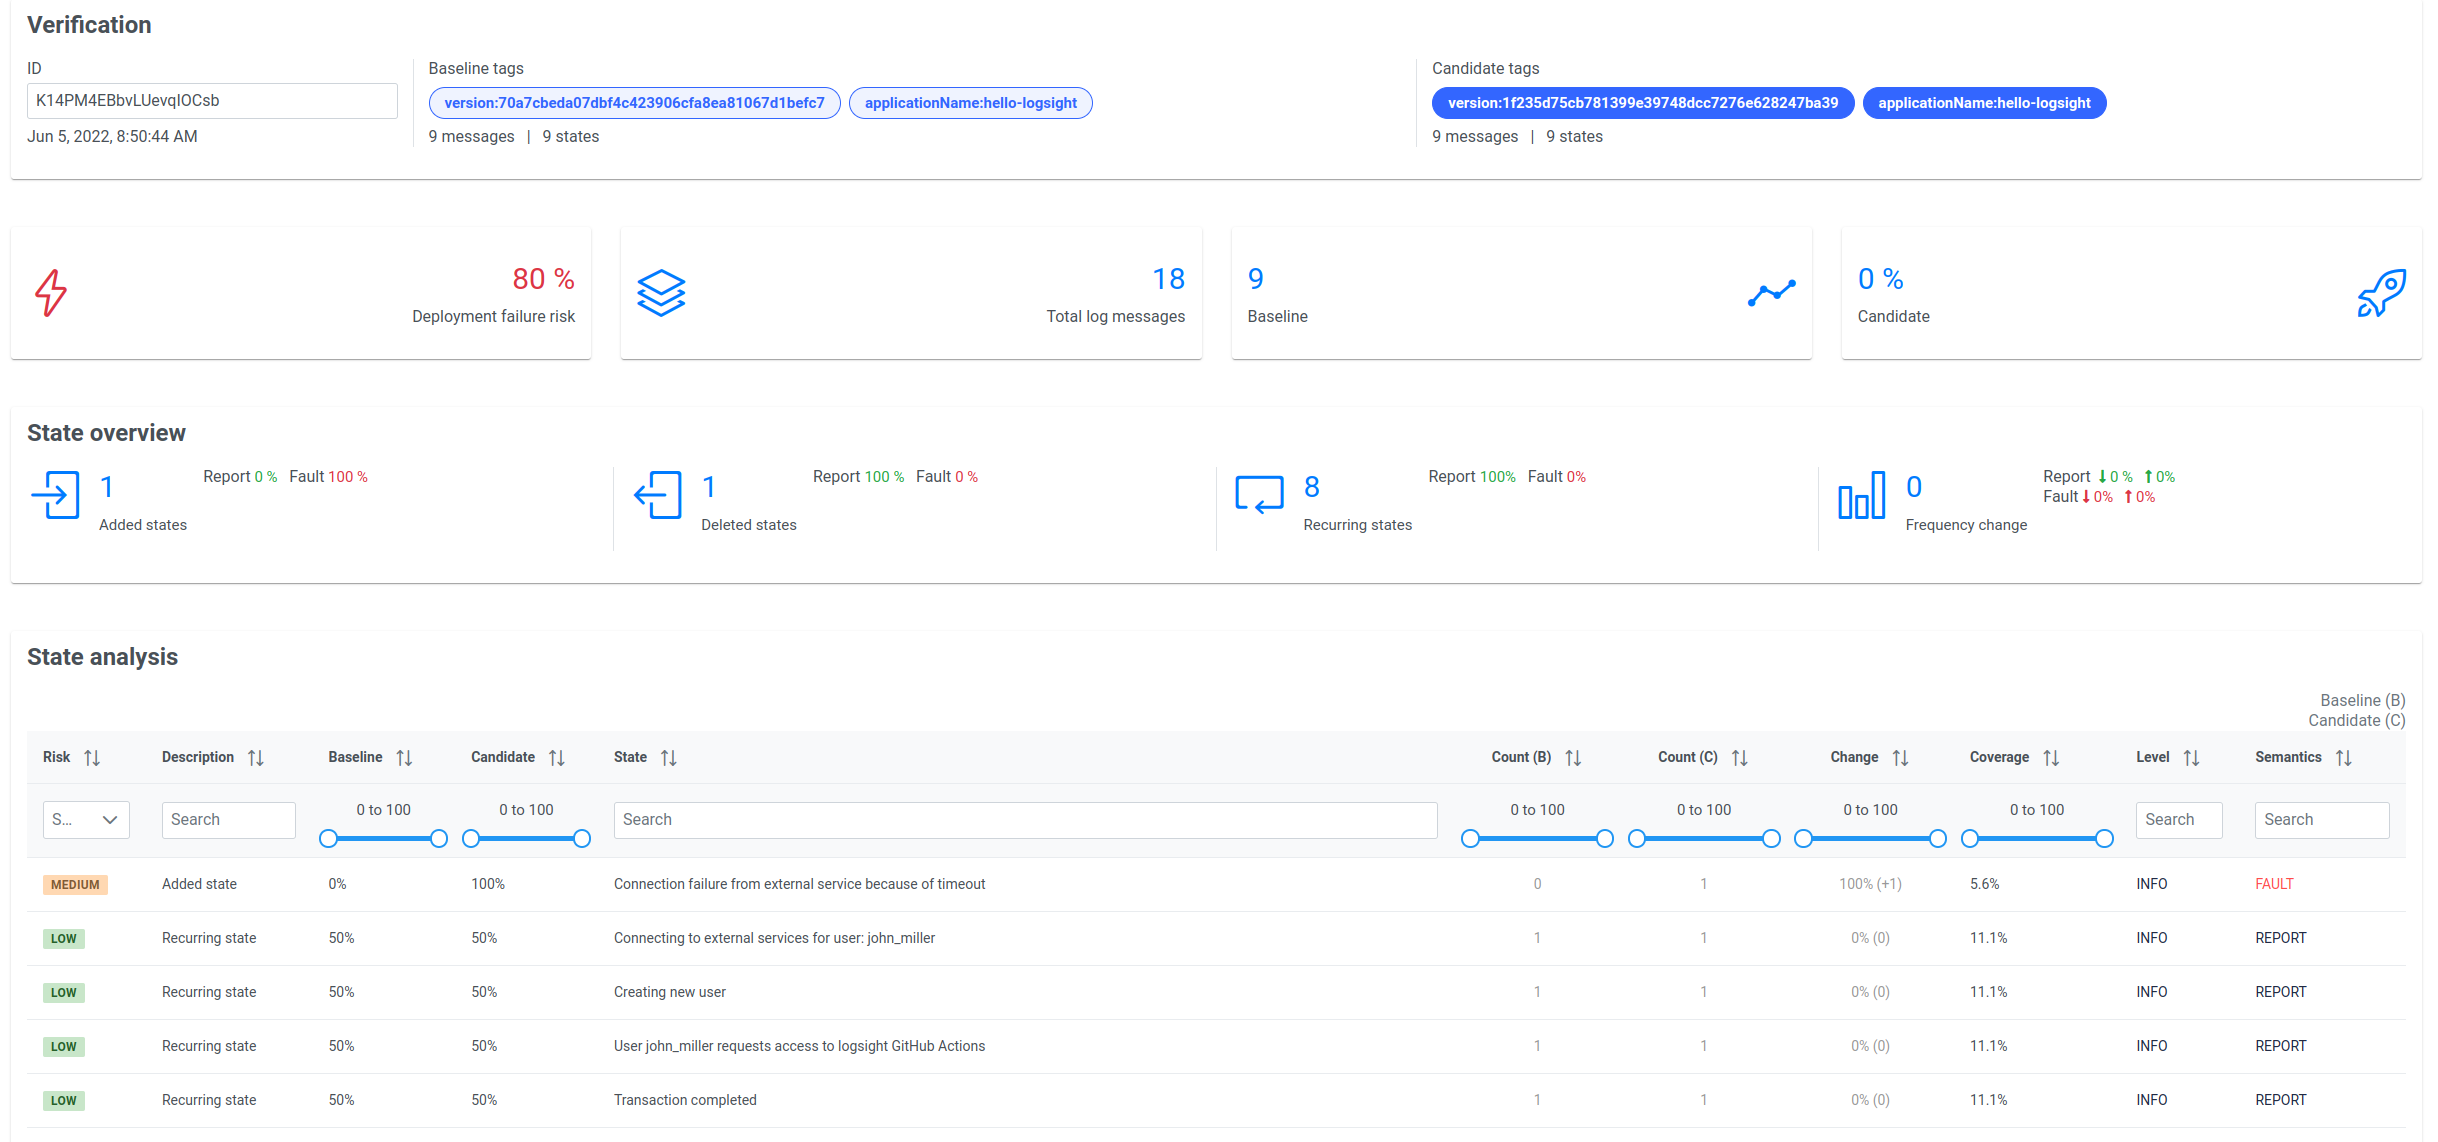 Verification
ID
K14PM4EBbvLUevqIOCsb
Jun 5, 2022, 8:50:44 AM
Baseline tags
version:70a7cbeda07dbf4c423906cfa8ea81067d1befc7 applicationName:hello-logsight
9 messages | 9 states
Candidate tags
version:1f235d75cb781399e39748dcc7276e628247ba39 applicationName:hello-logsight
9 messages | 9 states
80 %
Deployment failure risk
18
Total log messages
9
Baseline
0 %
Candidate
State overview
1
Added states
Report 0 % Fault 100 %
1
Deleted states
Report 100 % Fault 0 %
8
Recurring states
Report 100% Fault 0%
0
Frequency change
Report 0 % 0%
Fault 0% 0%
State analysis
Baseline (B)
Candidate (C)
Risk Description Baseline Candidate State Count (B) Count (C) Change Coverage Level Semantics
S... Search 0 to 100 0 to 100 Search 0 to 100 0 to 100 0 to 100 0 to 100 Search Search
MEDIUM Added state 0% 100% Connection failure from external service because of timeout 0 1 100% (+1) 5.6% INFO FAULT
LOW Recurring state 50% 50% Connecting to external services for user: john_miller 1 1 0% (0) 11.1% INFO REPORT
LOW Recurring state 50% 50% Creating new user 1 1 0% (0) 11.1% INFO REPORT
LOW Recurring state 50% 50% User john_miller requests access to logsight GitHub Actions 1 1 0% (0) 11.1% INFO REPORT
LOW Recurring state 50% 50% Transaction completed 1 1 0% (0) 11.1% INFO REPORT